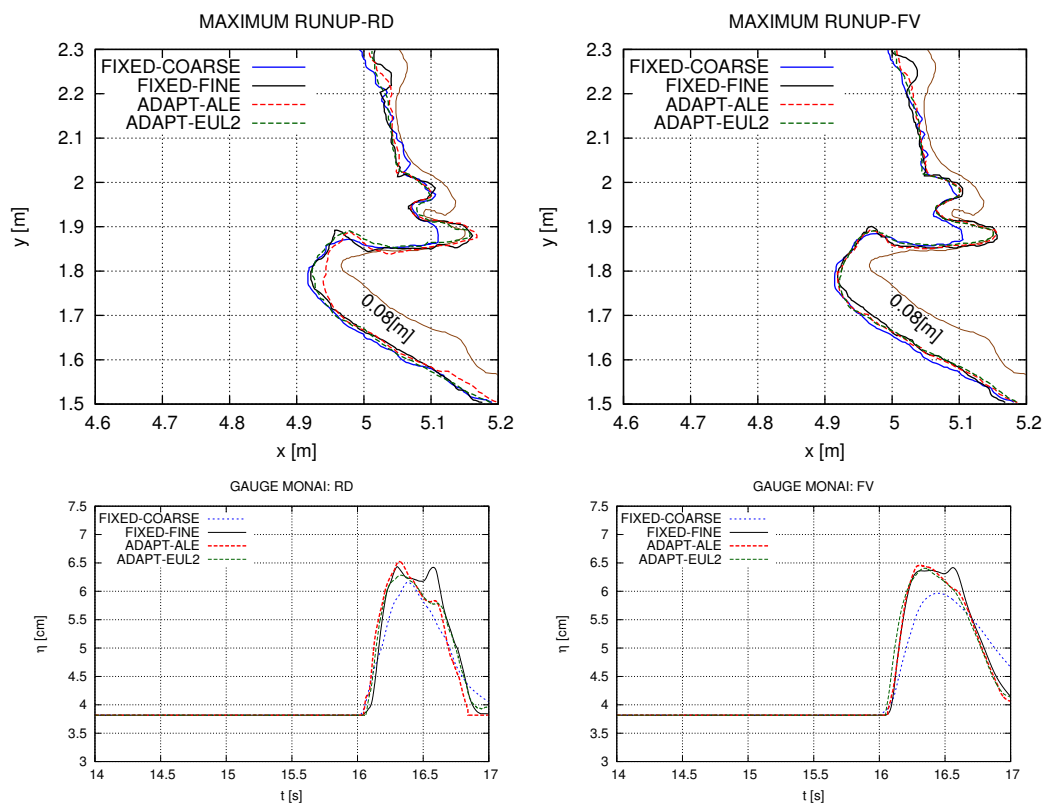 MAXIMUM RUNUP-RD
2.3
2.2
2.1
2
1.9
1.8
1.7
1.6
1.5
y [m]
FIXED-COARSE
FIXED-FINE
ADAPT-ALE
ADAPT-EUL2
0.08[m]
4.6 4.7 4.8 4.9 5 5.1 5.2
x [m]
MAXIMUM RUNUP-FV
2.3
2.2
2.1
2
1.9
1.8
1.7
1.6
1.5
y [m]
FIXED-COARSE
FIXED-FINE
ADAPT-ALE
ADAPT-EUL2
0.08[m]
4.6 4.7 4.8 4.9 5 5.1 5.2
x [m]
GAUGE MONAI: RD
7.5
7
6.5
6
5.5
5
4.5
4
3.5
3
η [cm]
FIXED-COARSE
FIXED-FINE
ADAPT-ALE
ADAPT-EUL2
14 14.5 15 15.5 16 16.5 17
t [s]
GAUGE MONAI: FV
7.5
7
6.5
6
5.5
5
4.5
4
3.5
3
η [cm]
FIXED-COARSE
FIXED-FINE
ADAPT-ALE
ADAPT-EUL2
14 14.5 15 15.5 16 16.5 17
t [s]